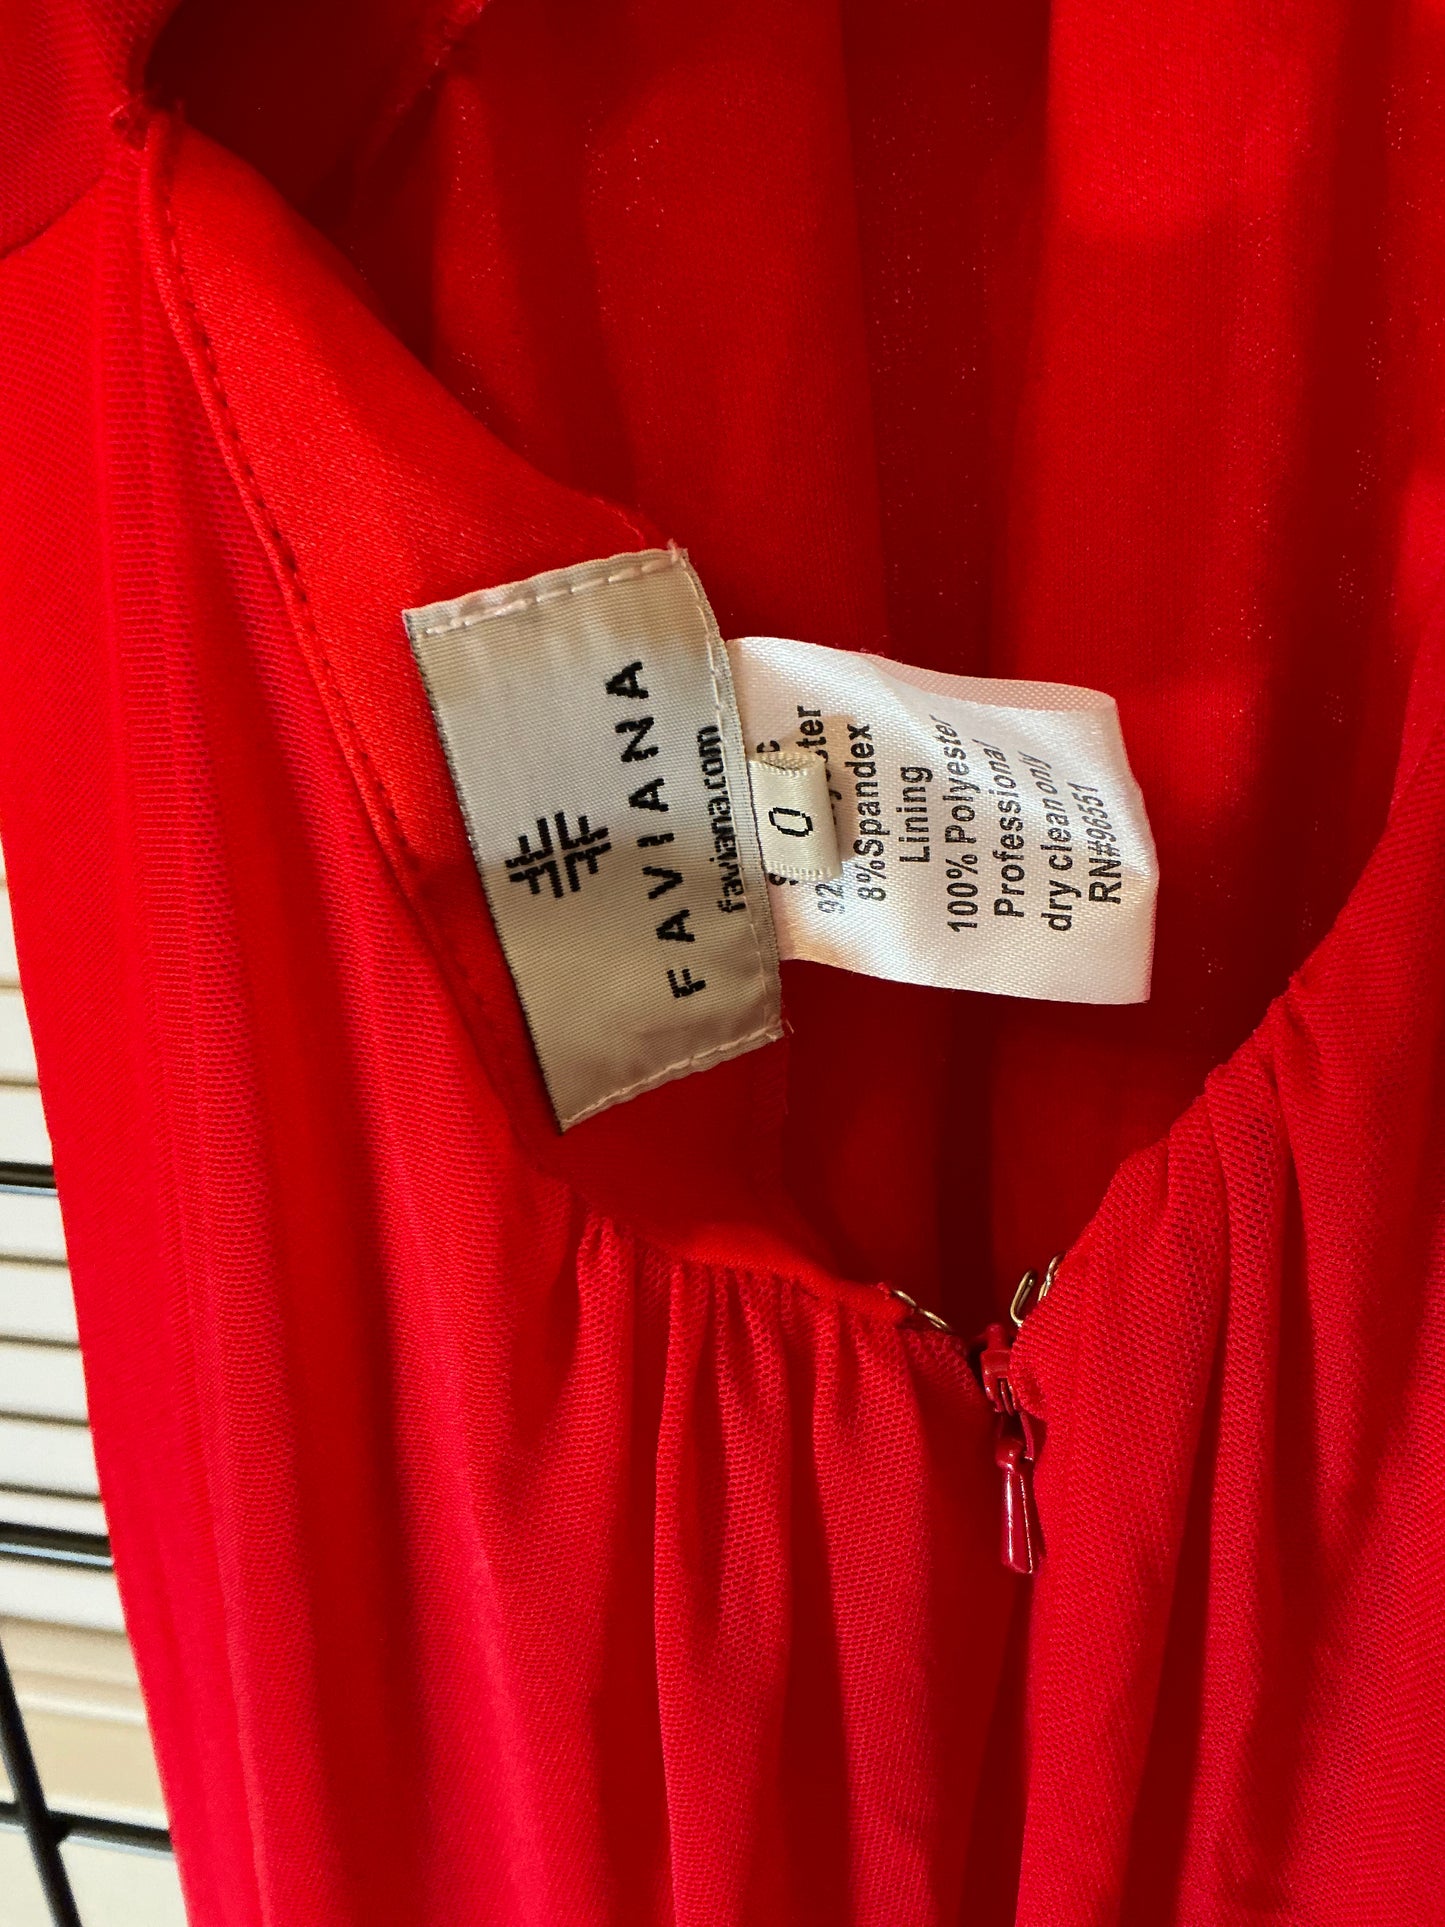 FAVIANA
faviana.com
0
8%Spandex
Lining
100% Polyester
Professional
dry clean only
RN#96551